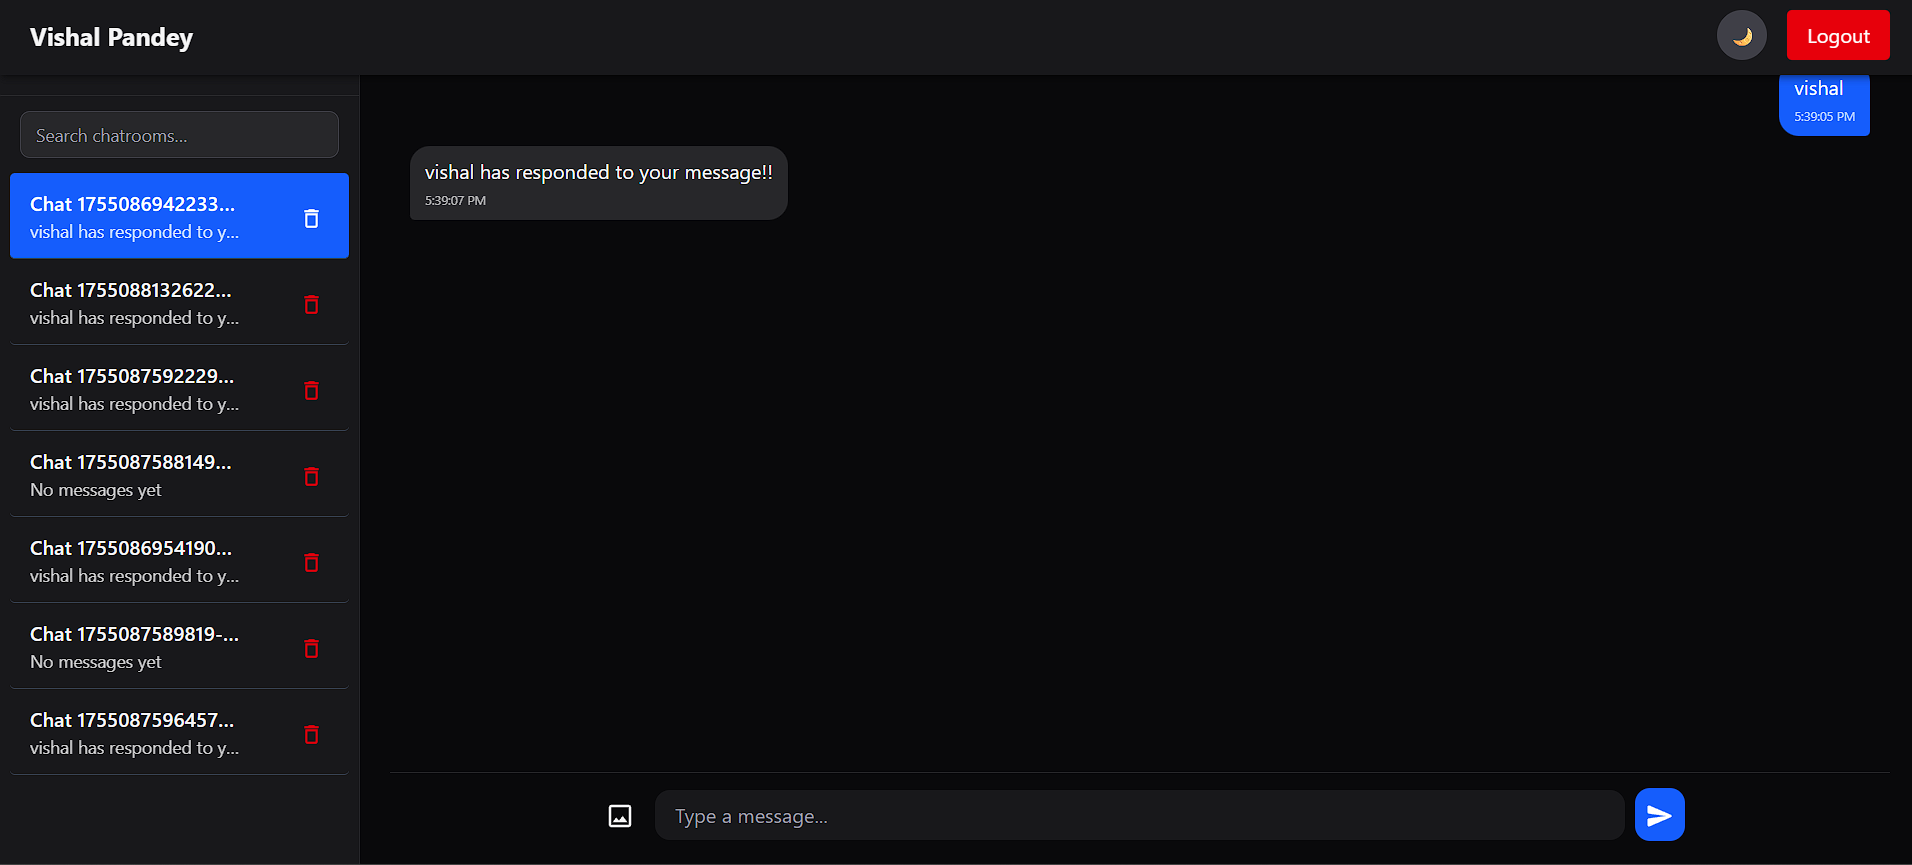 Vishal Pandey
Logout
Search chatrooms...
Chat 1755086942233...
vishal has responded to y...
Chat 1755088132622...
vishal has responded to y...
Chat 1755087592229...
vishal has responded to y...
Chat 1755087588149...
No messages yet
Chat 1755086954190...
vishal has responded to y...
Chat 1755087589819-...
No messages yet
Chat 1755087596457...
vishal has responded to y...
vishal
5:39:05 PM
vishal has responded to your message!!
5:39:07 PM
Type a message...